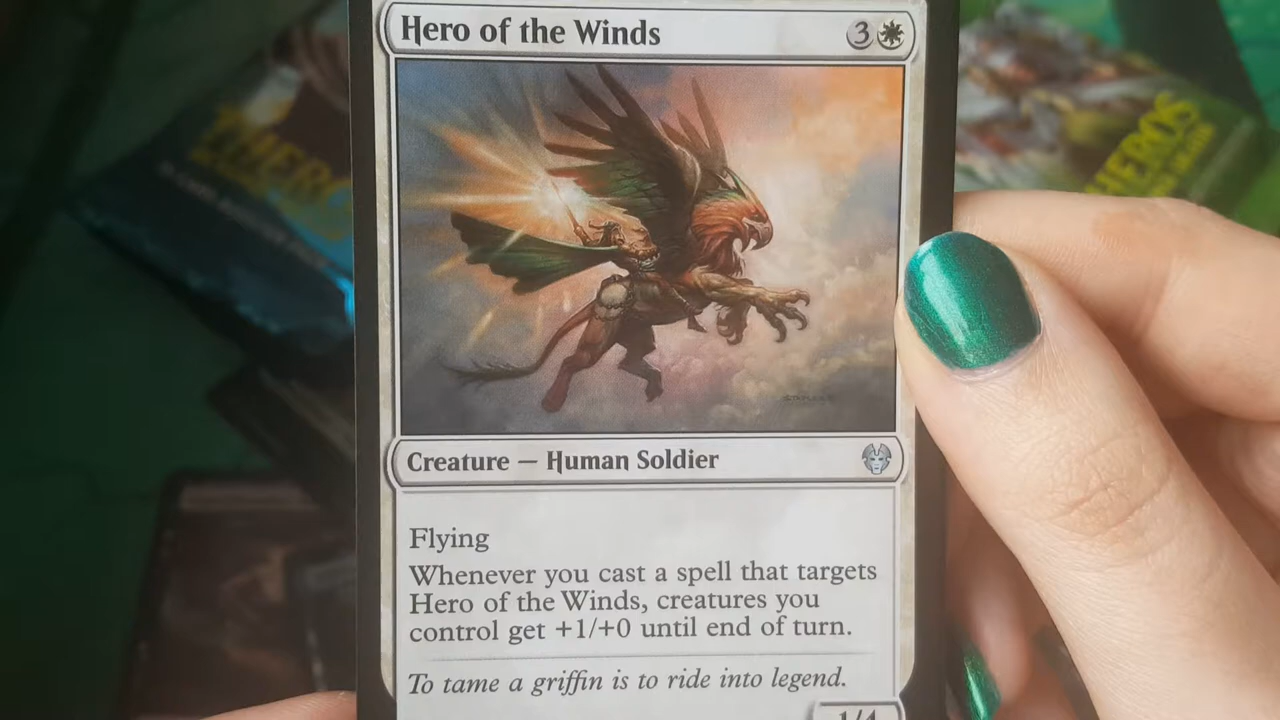 Hero of the Winds 3
Creature — Human Soldier
Flying
Whenever you cast a spell that targets
Hero of the Winds, creatures you
control get +1/+0 until end of turn.
To tame a griffin is to ride into legend.
1/4